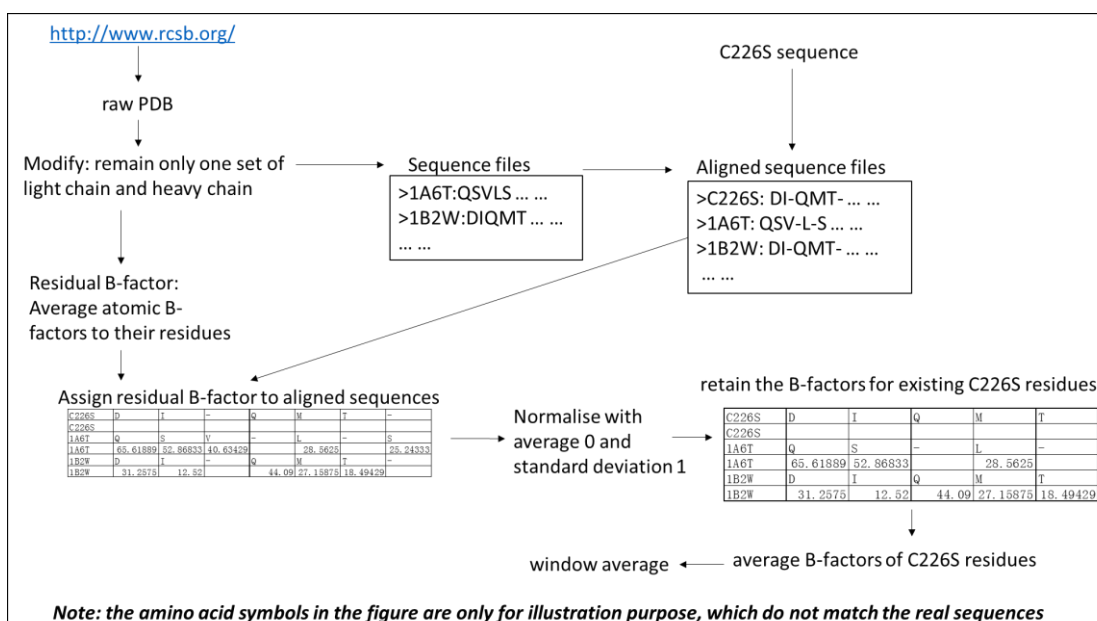 http://www.rcsb.org/
C226S sequence
raw PDB
Modify: remain only one set of
light chain and heavy chain
Sequence files
>1A6T:QSVLS ... ...
>1B2W:DIQMT ... ...
... ...
Aligned sequence files
>C226S: DI-QMT- ... ...
>1A6T: QSV-L-S ... ...
>1B2W: DI-QMT- ... ...
... ...
Residual B-factor:
Average atomic B-
factors to their residues
Assign residual B-factor to aligned sequences
C226S D I - Q M T -
C226S
1A6T Q S V - L - S
1A6T 65.61889 52.86833 40.63429 28.5625 25.24333
1B2W D I - Q M T -
1B2W 31.2575 12.52 44.09 27.15875 18.49429
Normalise with
average 0 and
standard deviation 1
retain the B-factors for existing C226S residues
C226S D I Q M T
C226S
1A6T Q S - L -
1A6T 65.61889 52.86833 28.5625
1B2W D I Q M T
1B2W 31.2575 12.52 44.09 27.15875 18.49429
average B-factors of C226S residues
window average
Note: the amino acid symbols in the figure are only for illustration purpose, which do not match the real sequences